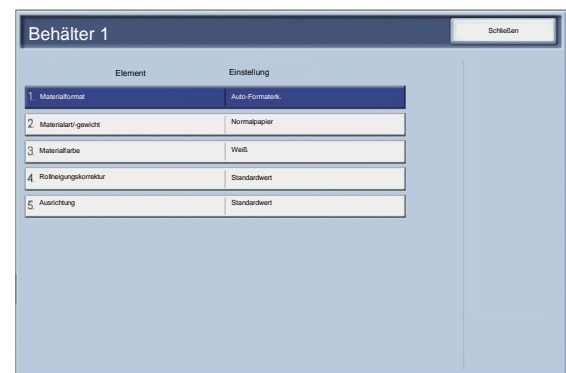 Behälter 1
Schließen
Element Einstellung
1. Materialformat Auto-Formaterk.
2. Materialart/-gewicht Normalpapier
3. Materialfarbe Weiß
4. Rollneigungskorrektur Standardwert
5. Ausrichtung Standardwert